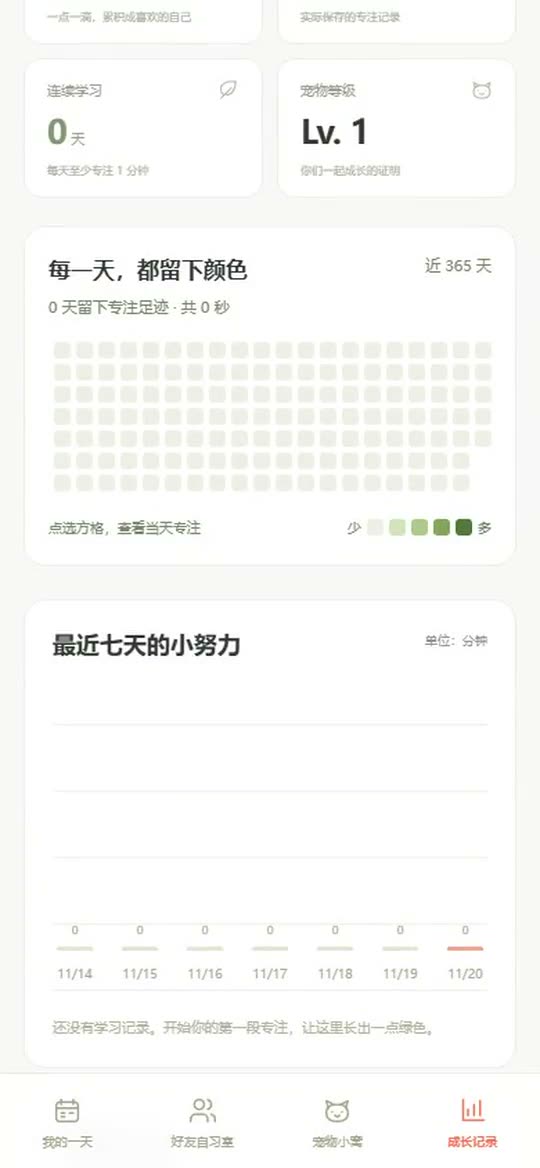 一点一滴，累积成喜欢的自己
实际保存的专注记录
连续学习
0天
每天至少专注 1 分钟
宠物等级
Lv. 1
你们一起成长的证明
每一天，都留下颜色
近 365 天
0 天留下专注足迹 · 共 0 秒
点选方格，查看当天专注
少
多
最近七天的小努力
单位：分钟
0 0 0 0 0 0 0
11/14 11/15 11/16 11/17 11/18 11/19 11/20
还没有学习记录。开始你的第一段专注，让这里长出一点绿色。
我的一天
好友自习室
宠物小窝
成长记录